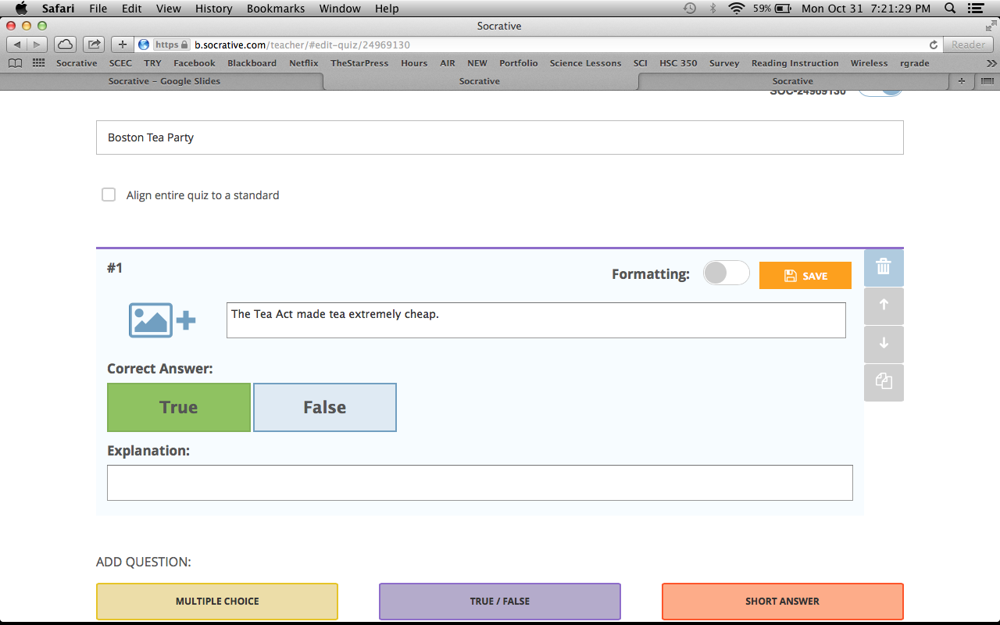 Safari File Edit View History Bookmarks Window Help 59% Mon Oct 31 7:21:29 PM
Socrative
https b.socrative.com/teacher/#edit-quiz/24969130 Reader
Socrative SCEC TRY Facebook Blackboard Netflix TheStarPress Hours AIR NEW Portfolio Science Lessons SCI HSC 350 Survey Reading Instruction Wireless rgrade
Socrative – Google Slides Socrative Socrative
SOC-24969130
Boston Tea Party
Align entire quiz to a standard
#1 Formatting: SAVE
The Tea Act made tea extremely cheap.
Correct Answer:
True False
Explanation:
ADD QUESTION:
MULTIPLE CHOICE TRUE / FALSE SHORT ANSWER